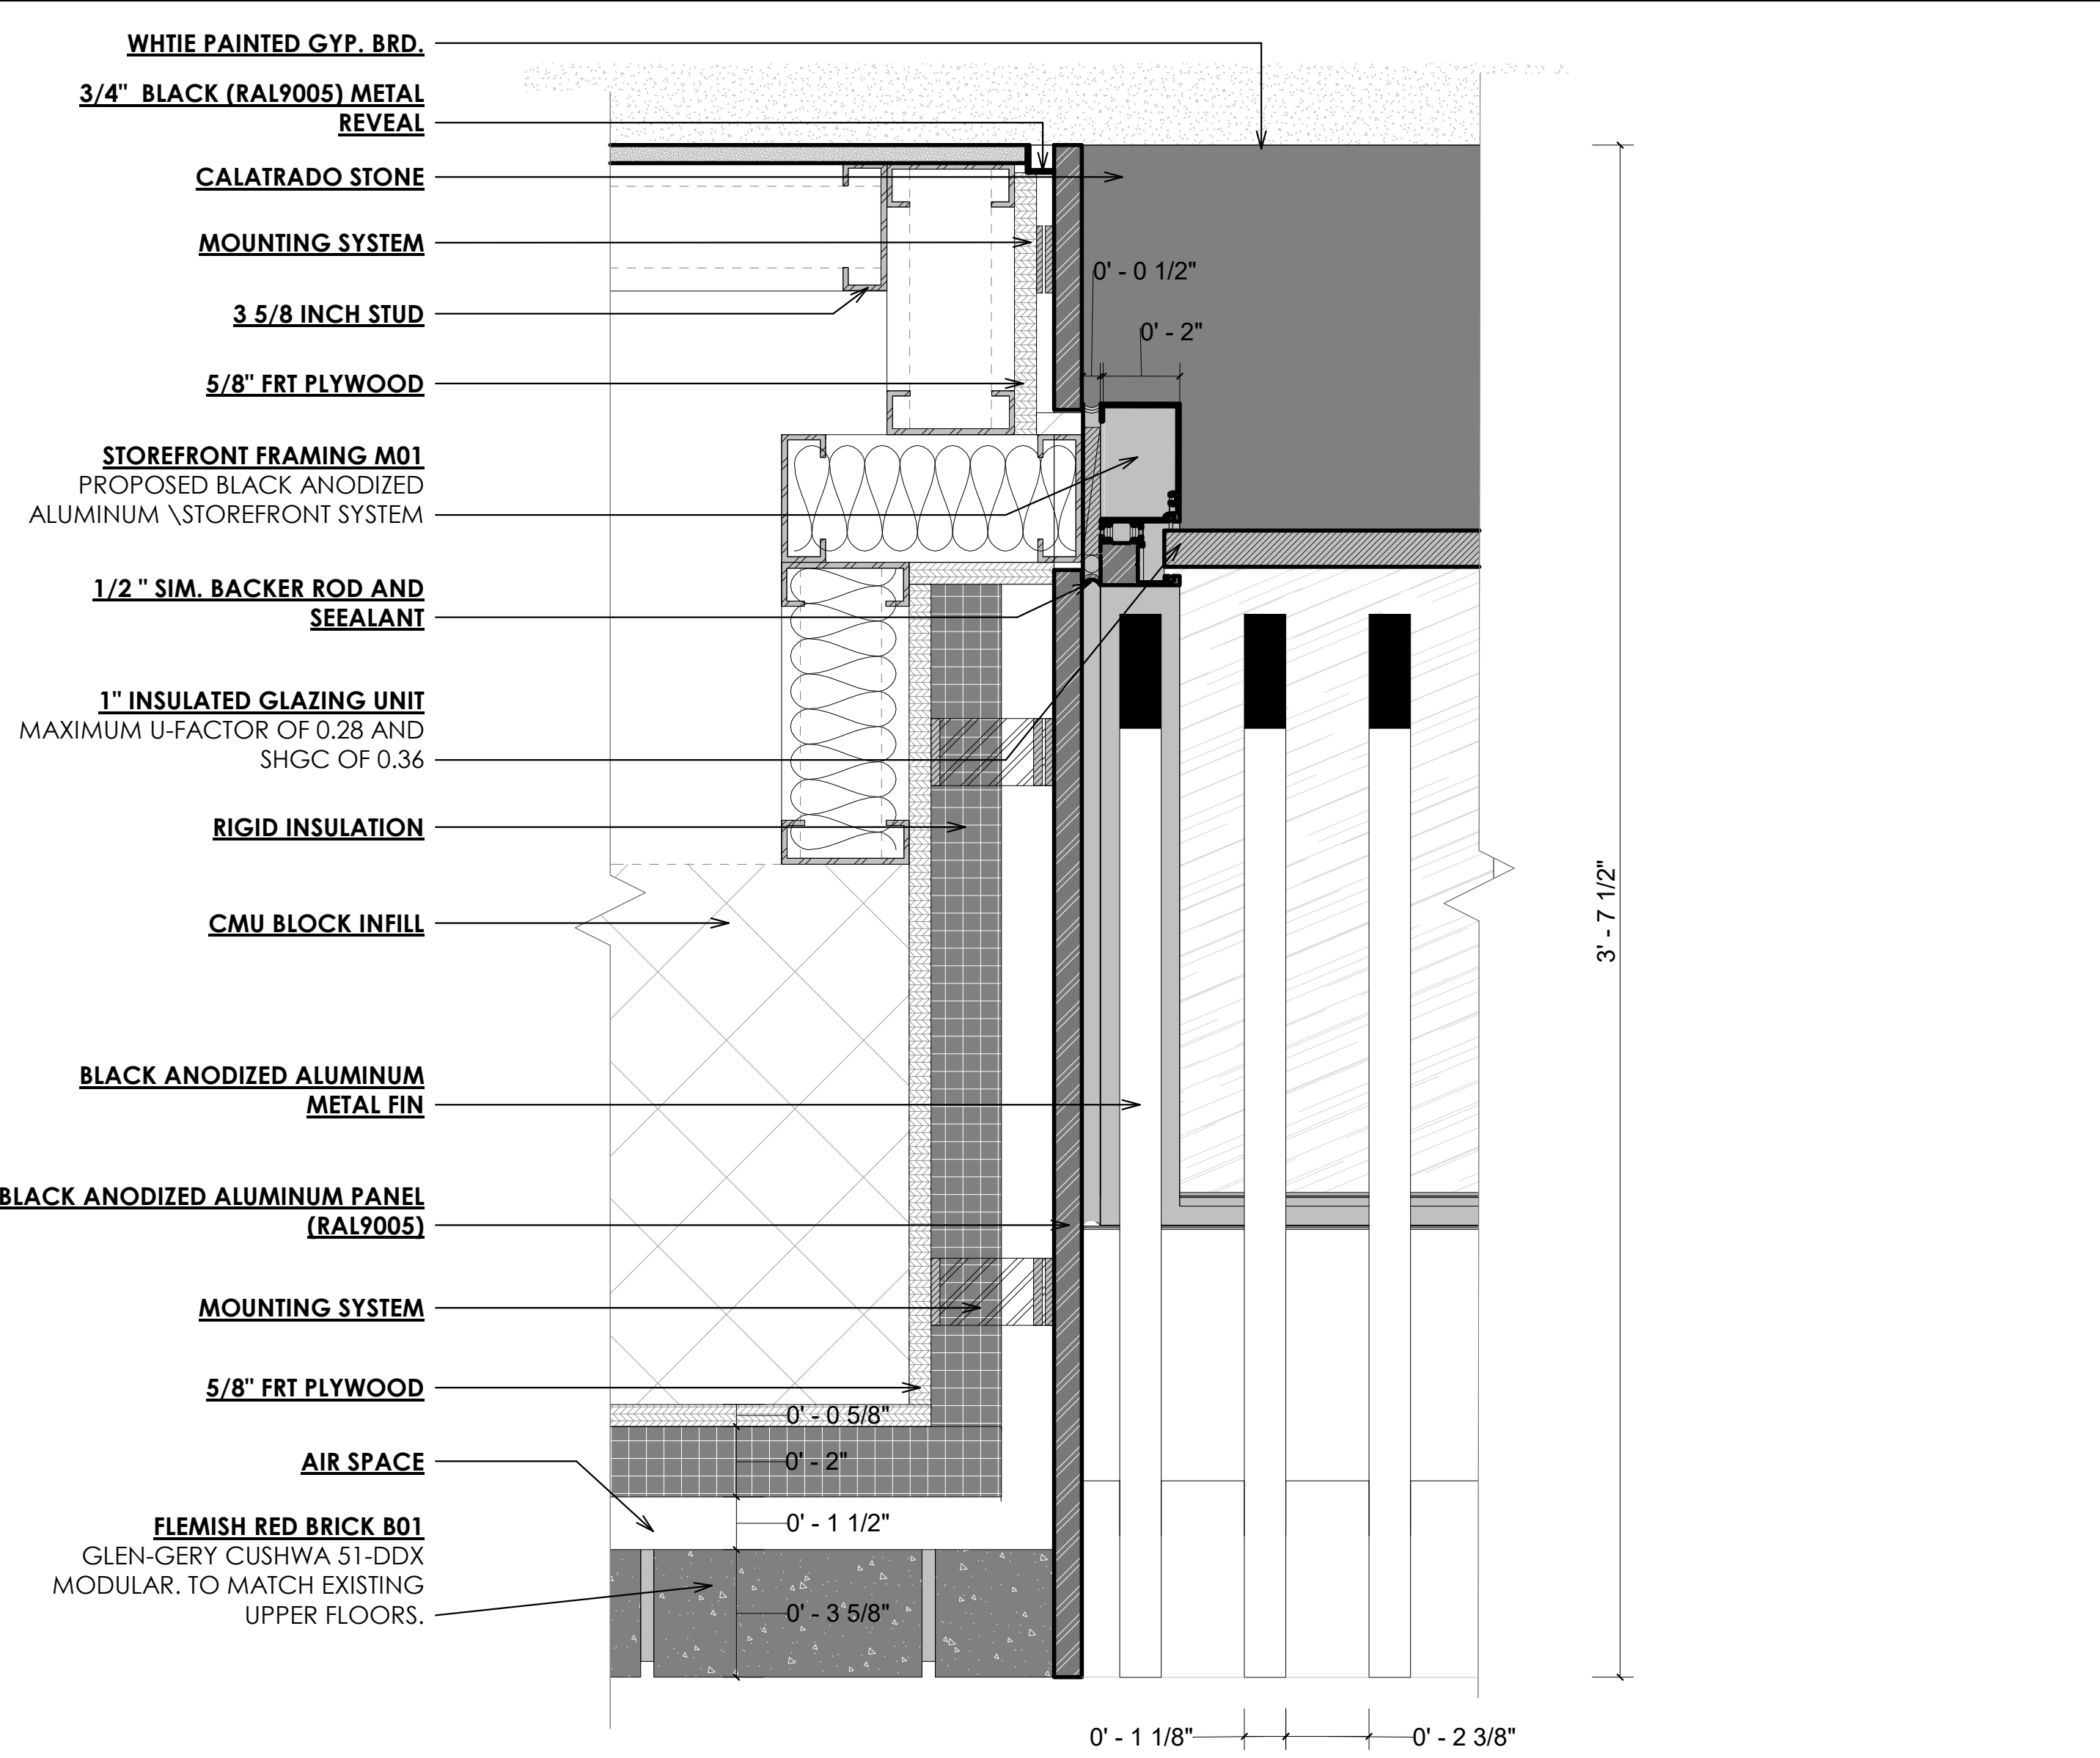 WHTIE PAINTED GYP. BRD.
3/4" BLACK (RAL9005) METAL
REVEAL
CALATRADO STONE
MOUNTING SYSTEM
3 5/8 INCH STUD
5/8" FRT PLYWOOD
STOREFRONT FRAMING M01
PROPOSED BLACK ANODIZED
ALUMINUM \STOREFRONT SYSTEM
1/2 " SIM. BACKER ROD AND
SEEALANT
1" INSULATED GLAZING UNIT
MAXIMUM U-FACTOR OF 0.28 AND
SHGC OF 0.36
RIGID INSULATION
CMU BLOCK INFILL
BLACK ANODIZED ALUMINUM
METAL FIN
BLACK ANODIZED ALUMINUM PANEL
(RAL9005)
MOUNTING SYSTEM
5/8" FRT PLYWOOD
AIR SPACE
FLEMISH RED BRICK B01
GLEN-GERY CUSHWA 51-DDX
MODULAR. TO MATCH EXISTING
UPPER FLOORS.
0' - 0 1/2"
0' - 2"
3' - 7 1/2"
0' - 0 5/8"
0' - 2"
0' - 1 1/2"
0' - 3 5/8"
0' - 1 1/8"
0' - 2 3/8"